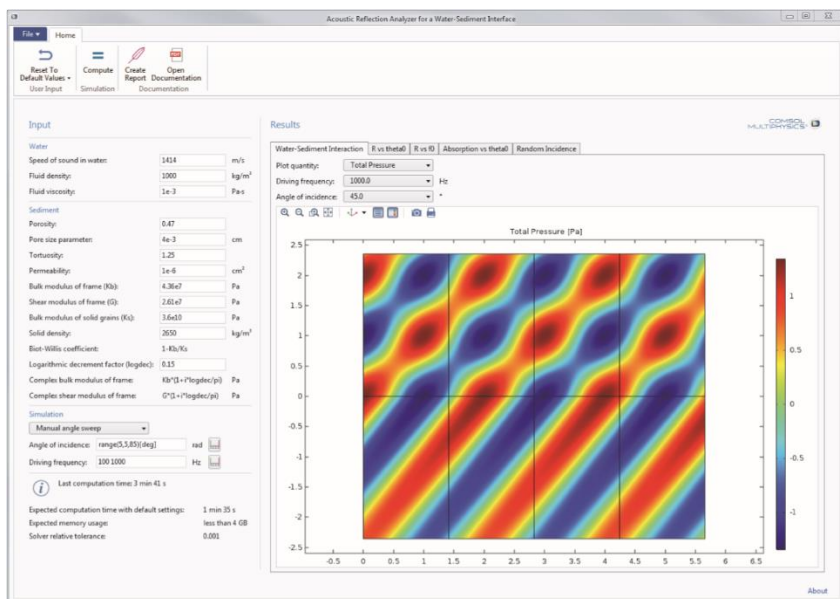 Acoustic Reflection Analyzer for a Water-Sediment Interface
File Home
Reset To Default Values
Compute
Create Report
Open Documentation
User Input Simulation Documentation
Input
Water
Speed of sound in water: 1414 m/s
Fluid density: 1000 kg/m³
Fluid viscosity: 1e-3 Pa·s
Sediment
Porosity: 0.47
Pore size parameter: 4e-3 cm
Tortuosity: 1.25
Permeability: 1e-6 cm²
Bulk modulus of frame (Kb): 4.36e7 Pa
Shear modulus of frame (G): 2.61e7 Pa
Bulk modulus of solid grains (Ks): 3.6e10 Pa
Solid density: 2650 kg/m³
Biot-Willis coefficient: 1-Kb/Ks
Logarithmic decrement factor (logdec): 0.15
Complex bulk modulus of frame: Kb*(1+i*logdec/pi) Pa
Complex shear modulus of frame: G*(1+i*logdec/pi) Pa
Simulation
Manual angle sweep
Angle of incidence: range(5,5,85)[deg] rad
Driving frequency: 100 1000 Hz
i Last computation time: 3 min 41 s
Expected computation time with default settings: 1 min 35 s
Expected memory usage: less than 4 GB
Solver relative tolerance: 0.001
Results
COMSOL
MULTIPHYSICS
Water-Sediment Interaction R vs theta0 R vs f0 Absorption vs theta0 Random Incidence
Plot quantity: Total Pressure
Driving frequency: 1000.0 Hz
Angle of incidence: 45.0 °
Total Pressure [Pa]
2.5
2
1.5
1
0.5
0
-0.5
-1
-1.5
-2
-2.5
-0.5 0 0.5 1 1.5 2 2.5 3 3.5 4 4.5 5 5.5 6 6.5
1
0.5
0
-0.5
-1
About